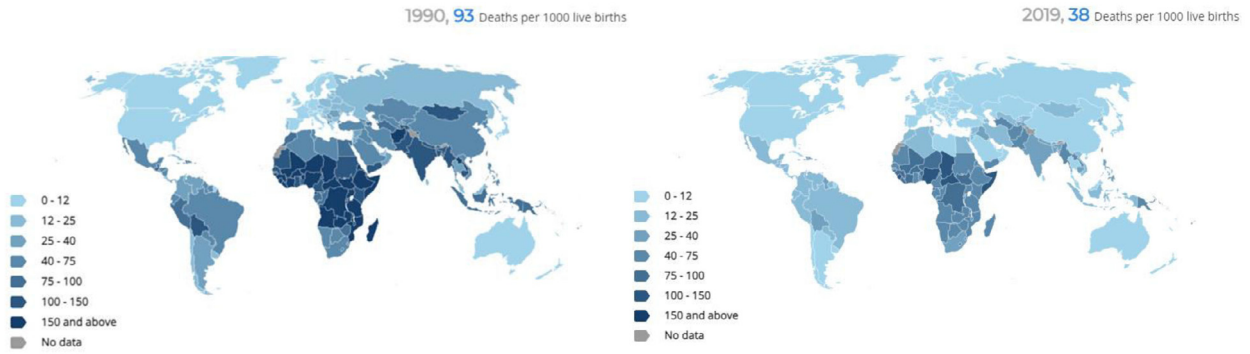 1990, 93 Deaths per 1000 live births
0 - 12
12 - 25
25 - 40
40 - 75
75 - 100
100 - 150
150 and above
No data
2019, 38 Deaths per 1000 live births
0 - 12
12 - 25
25 - 40
40 - 75
75 - 100
100 - 150
150 and above
No data